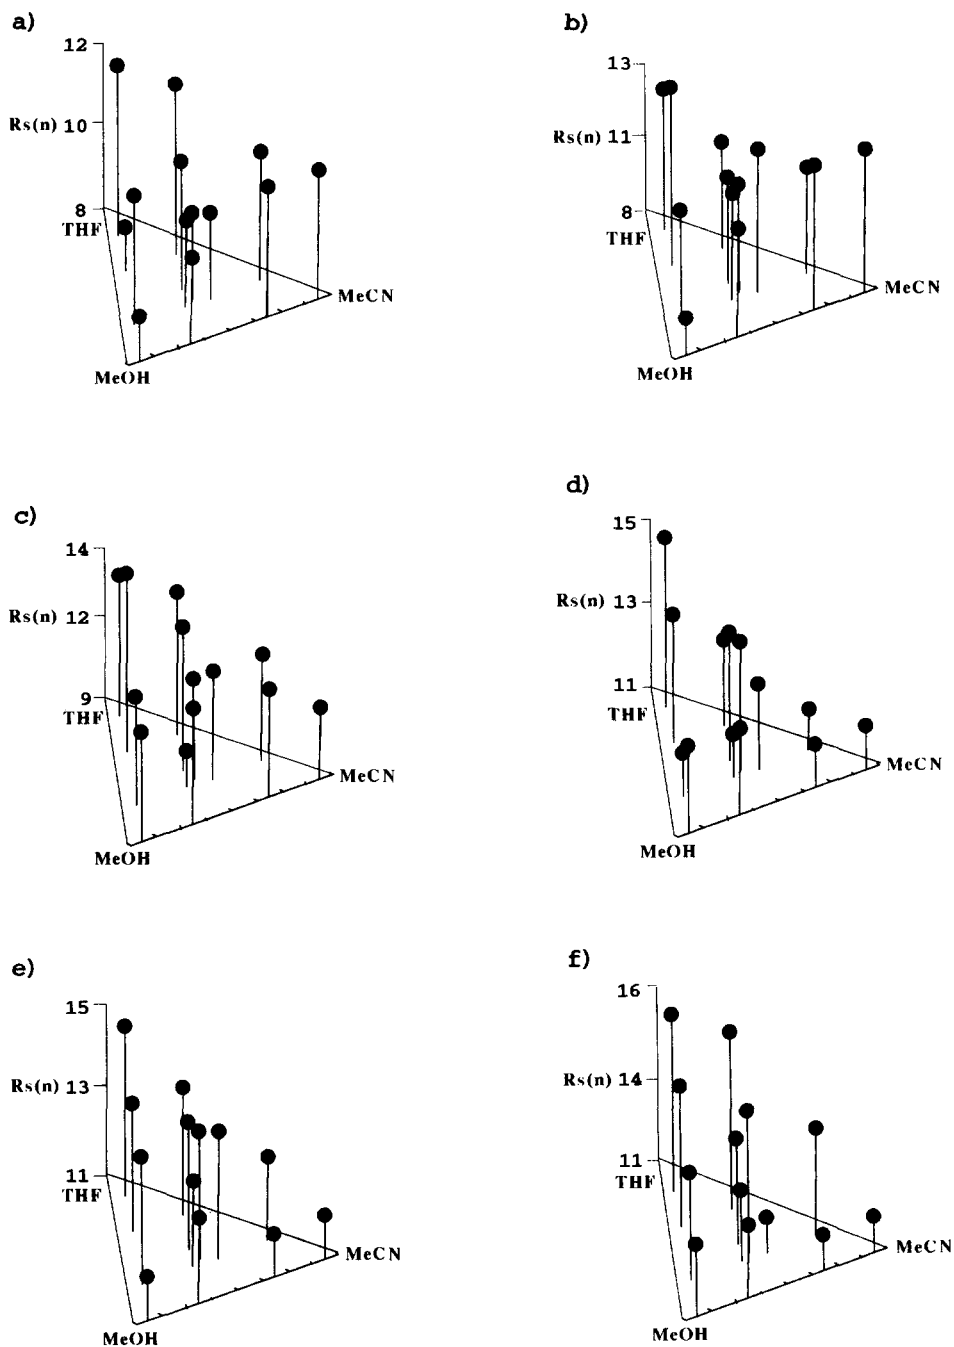 a)
12
Rs(n) 10
8
THF
MeCN
MeOH
b)
13
Rs(n) 11
8
THF
MeCN
MeOH
c)
14
Rs(n) 12
9
THF
MeCN
MeOH
d)
15
Rs(n) 13
11
THF
MeCN
MeOH
e)
15
Rs(n) 13
11
THF
MeCN
MeOH
f)
16
Rs(n) 14
11
THF
MeCN
MeOH